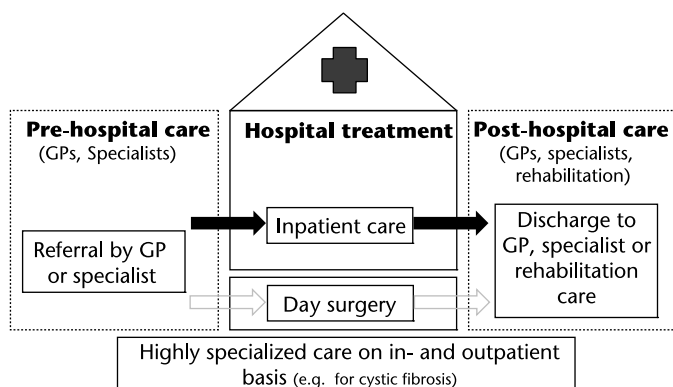 Pre-hospital care
(GPs, Specialists)
Referral by GP
or specialist
Hospital treatment
Inpatient care
Day surgery
Post-hospital care
(GPs, specialists,
rehabilitation)
Discharge to
GP, specialist or
rehabilitation
care
Highly specialized care on in- and outpatient
basis (e.g. for cystic fibrosis)